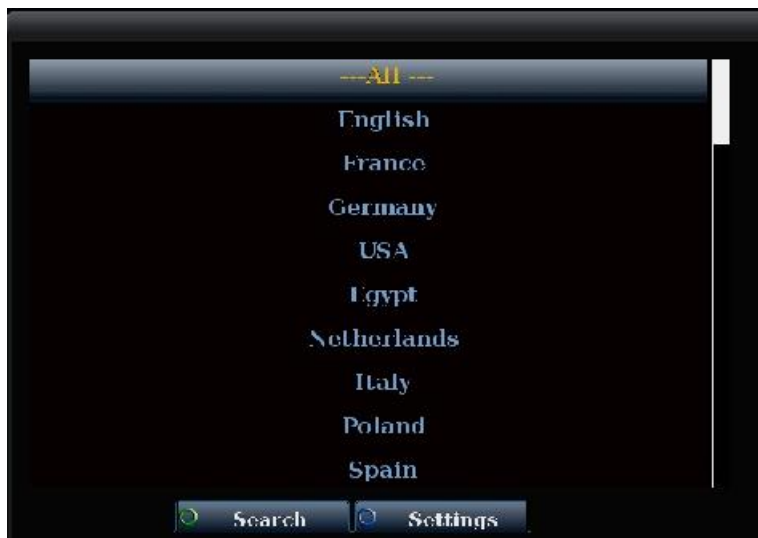 ---All ---
English
France
Germany
USA
Egypt
Netherlands
Italy
Poland
Spain
Search Settings